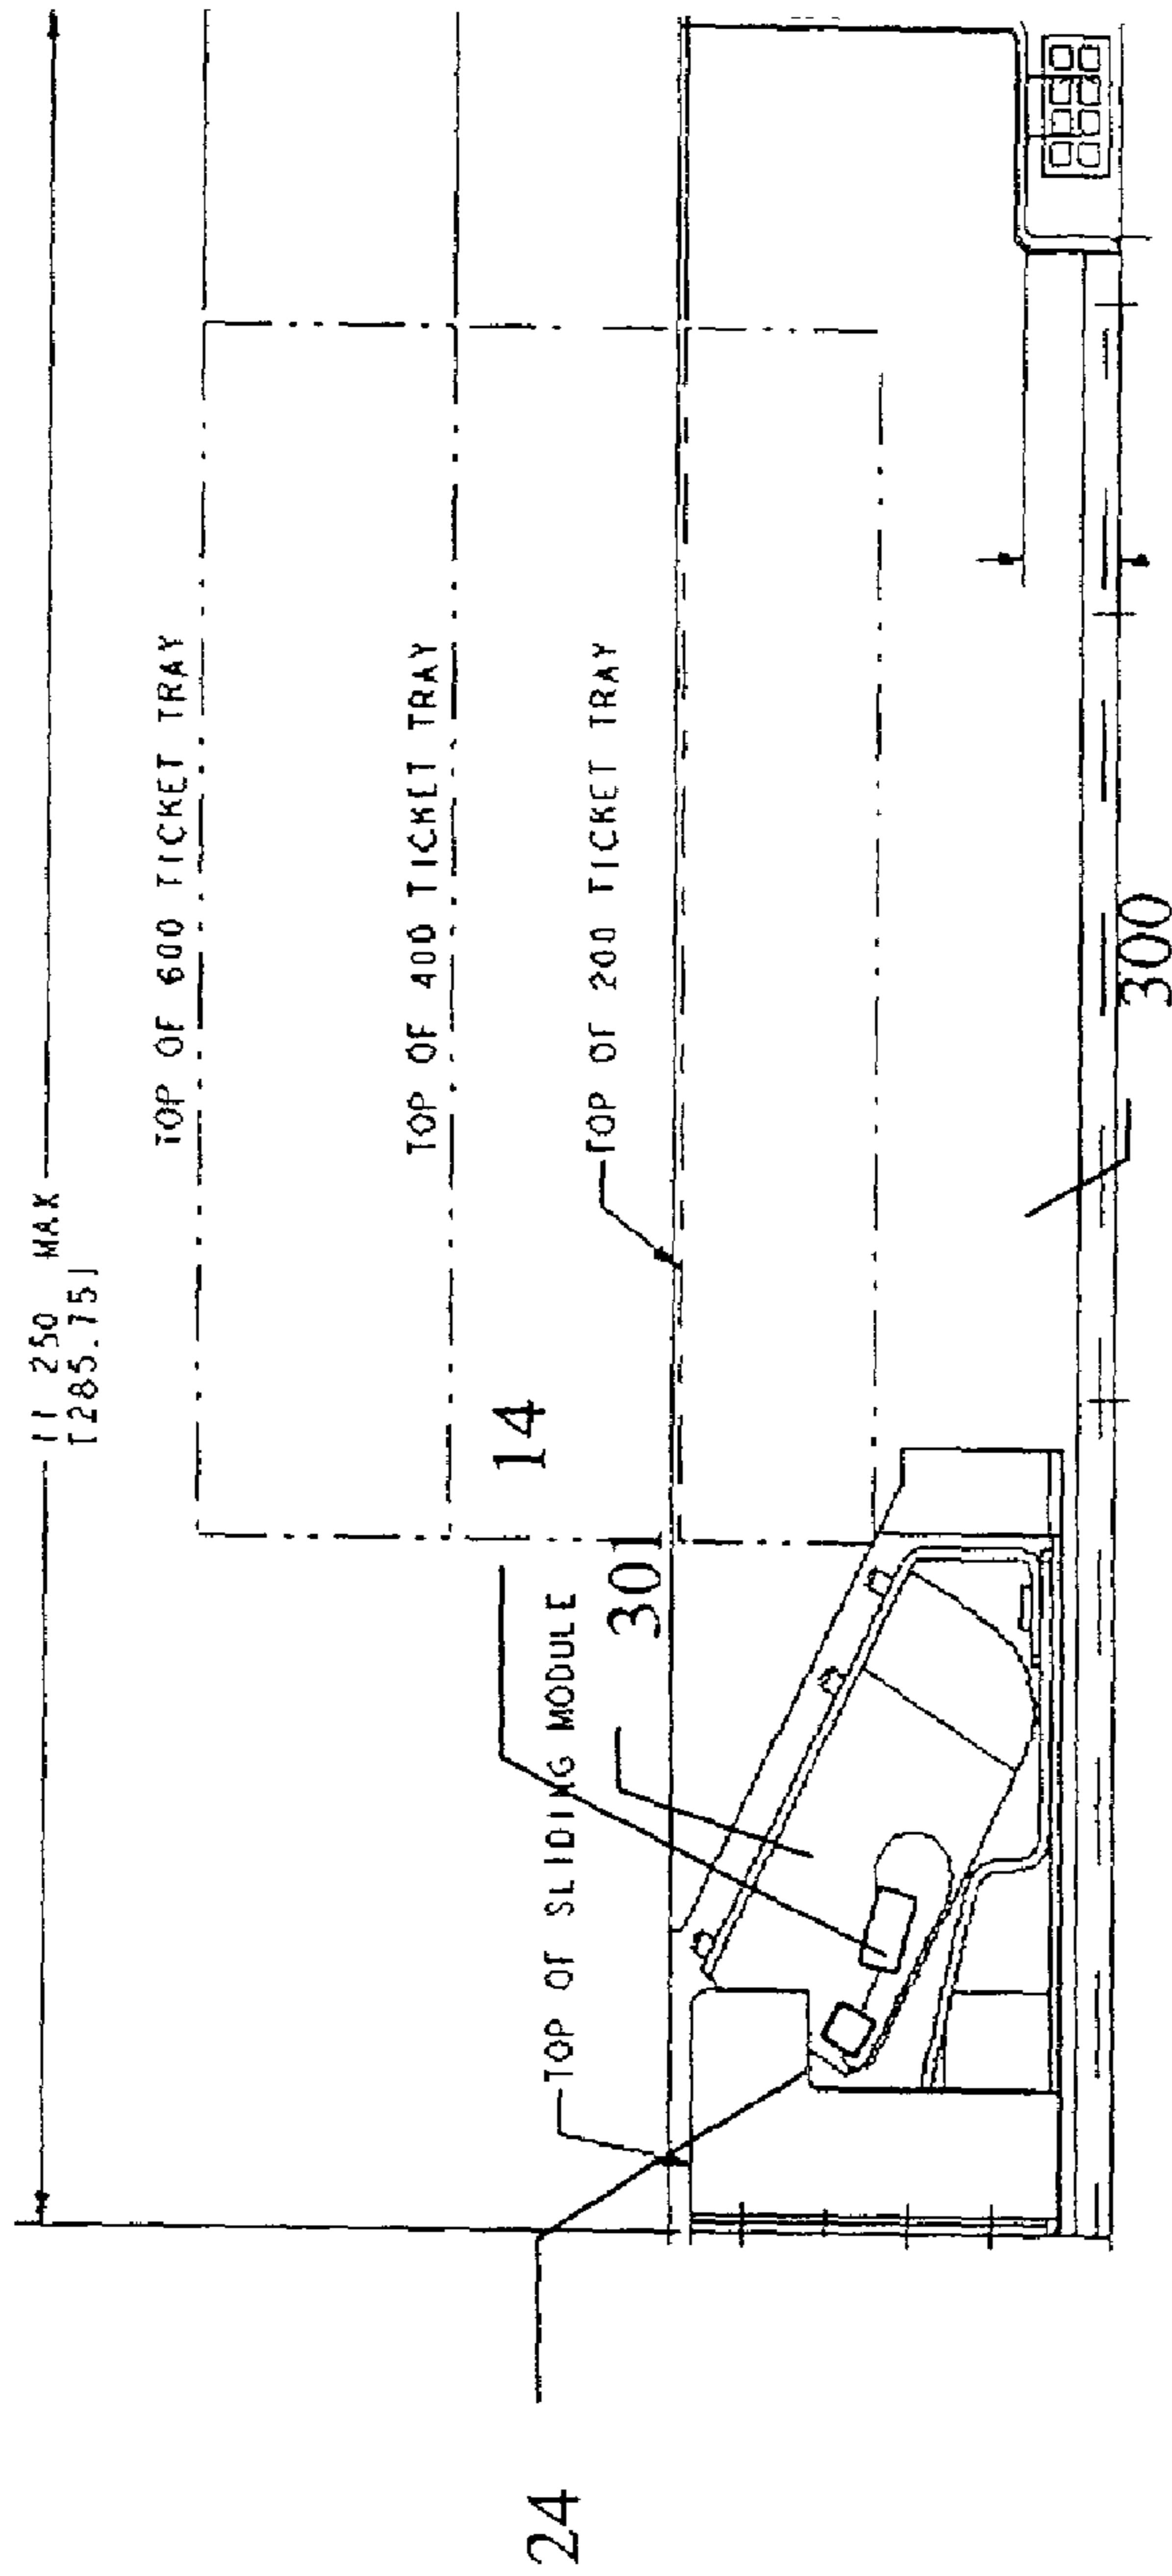 11.250 MAX
[285.75]
TOP OF 600 TICKET TRAY
TOP OF 400 TICKET TRAY
TOP OF 200 TICKET TRAY
14
TOP OF SLIDING MODULE
301
300
24